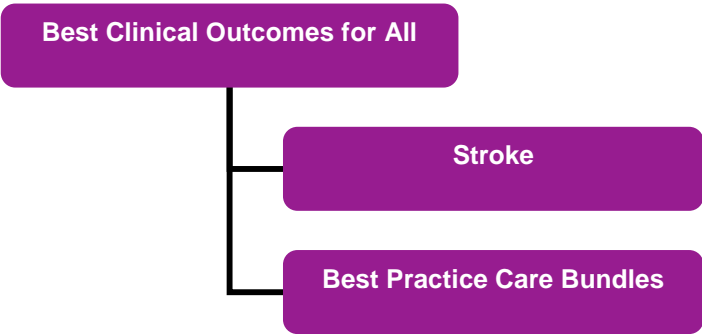 Best Clinical Outcomes for All
Stroke
Best Practice Care Bundles